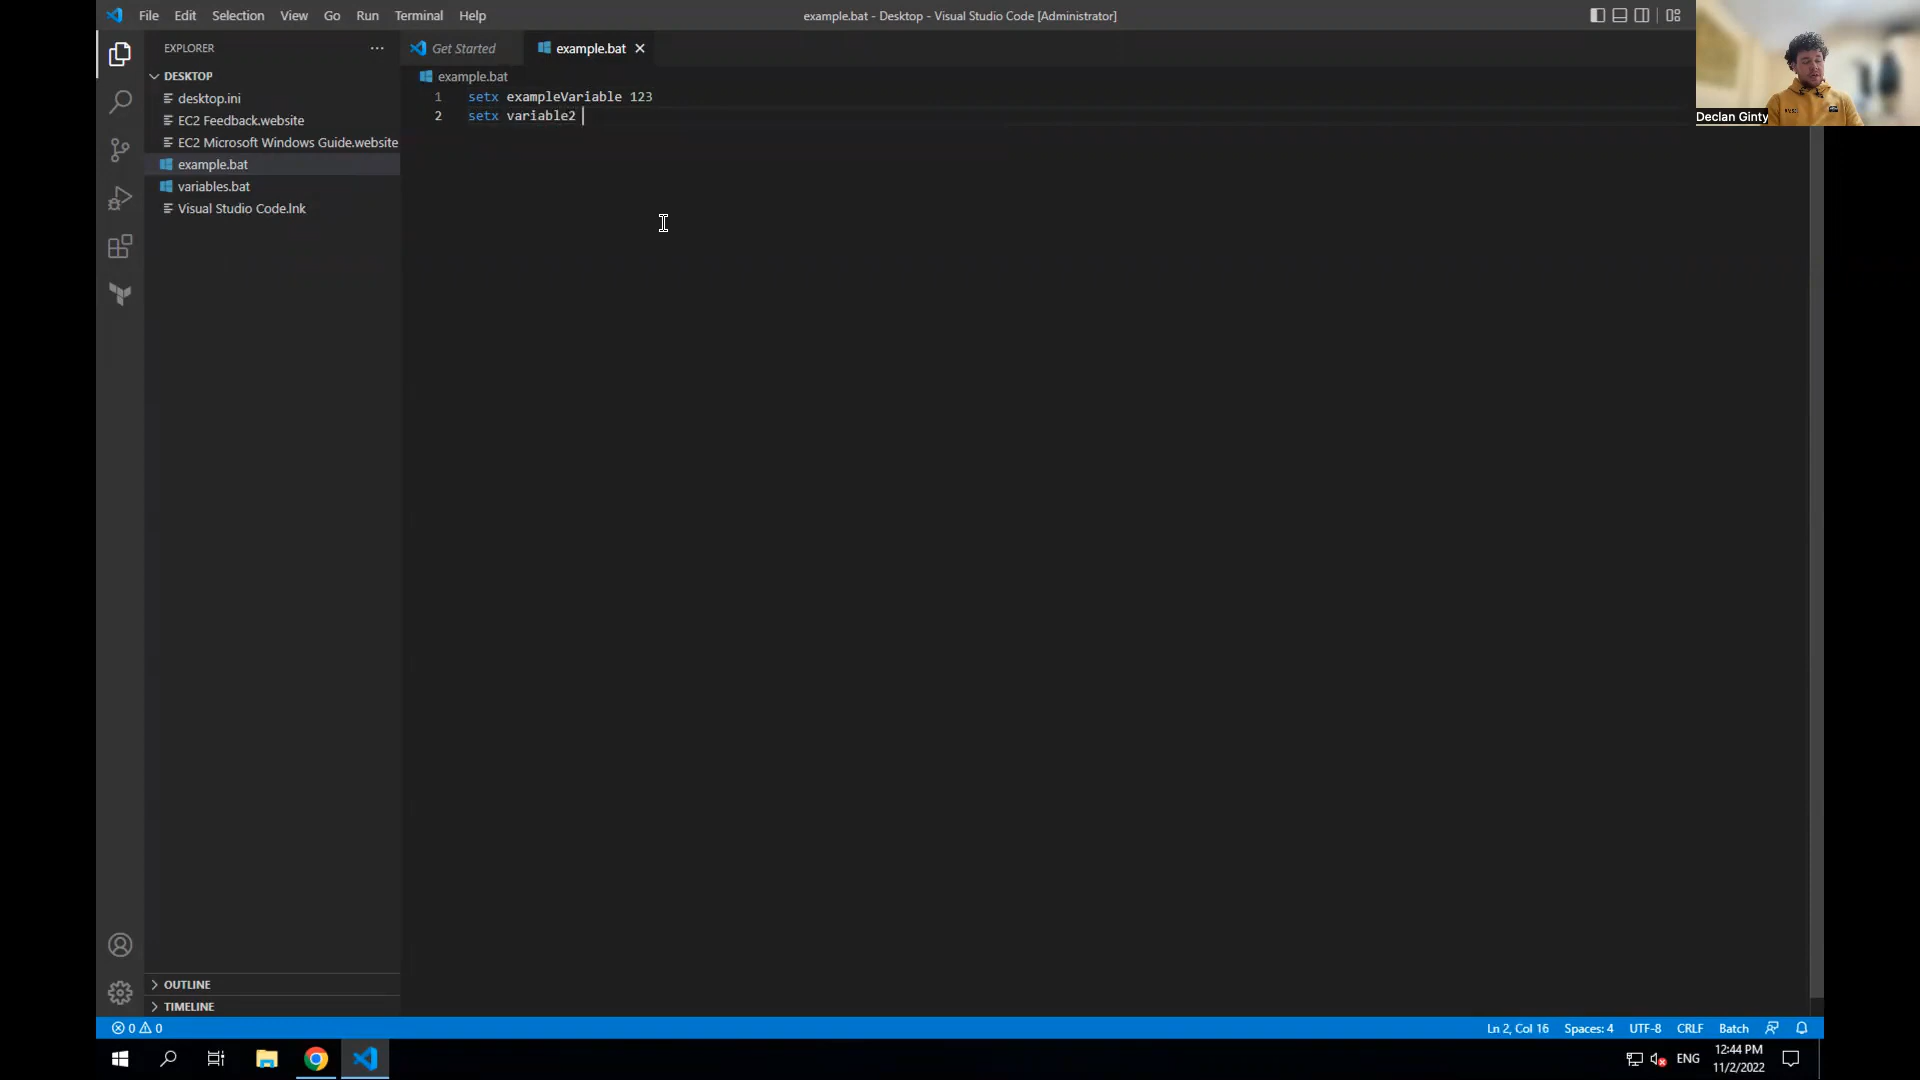 File Edit Selection View Go Run Terminal Help
example.bat - Desktop - Visual Studio Code [Administrator]
Declan Ginty
EXPLORER
DESKTOP
desktop.ini
EC2 Feedback.website
EC2 Microsoft Windows Guide.website
example.bat
variables.bat
Visual Studio Code.lnk
OUTLINE
TIMELINE
Get Started example.bat
example.bat
1 setx exampleVariable 123
2 setx variable2
0 0
Ln 2, Col 16 Spaces: 4 UTF-8 CRLF Batch
ENG
12:44 PM
11/2/2022